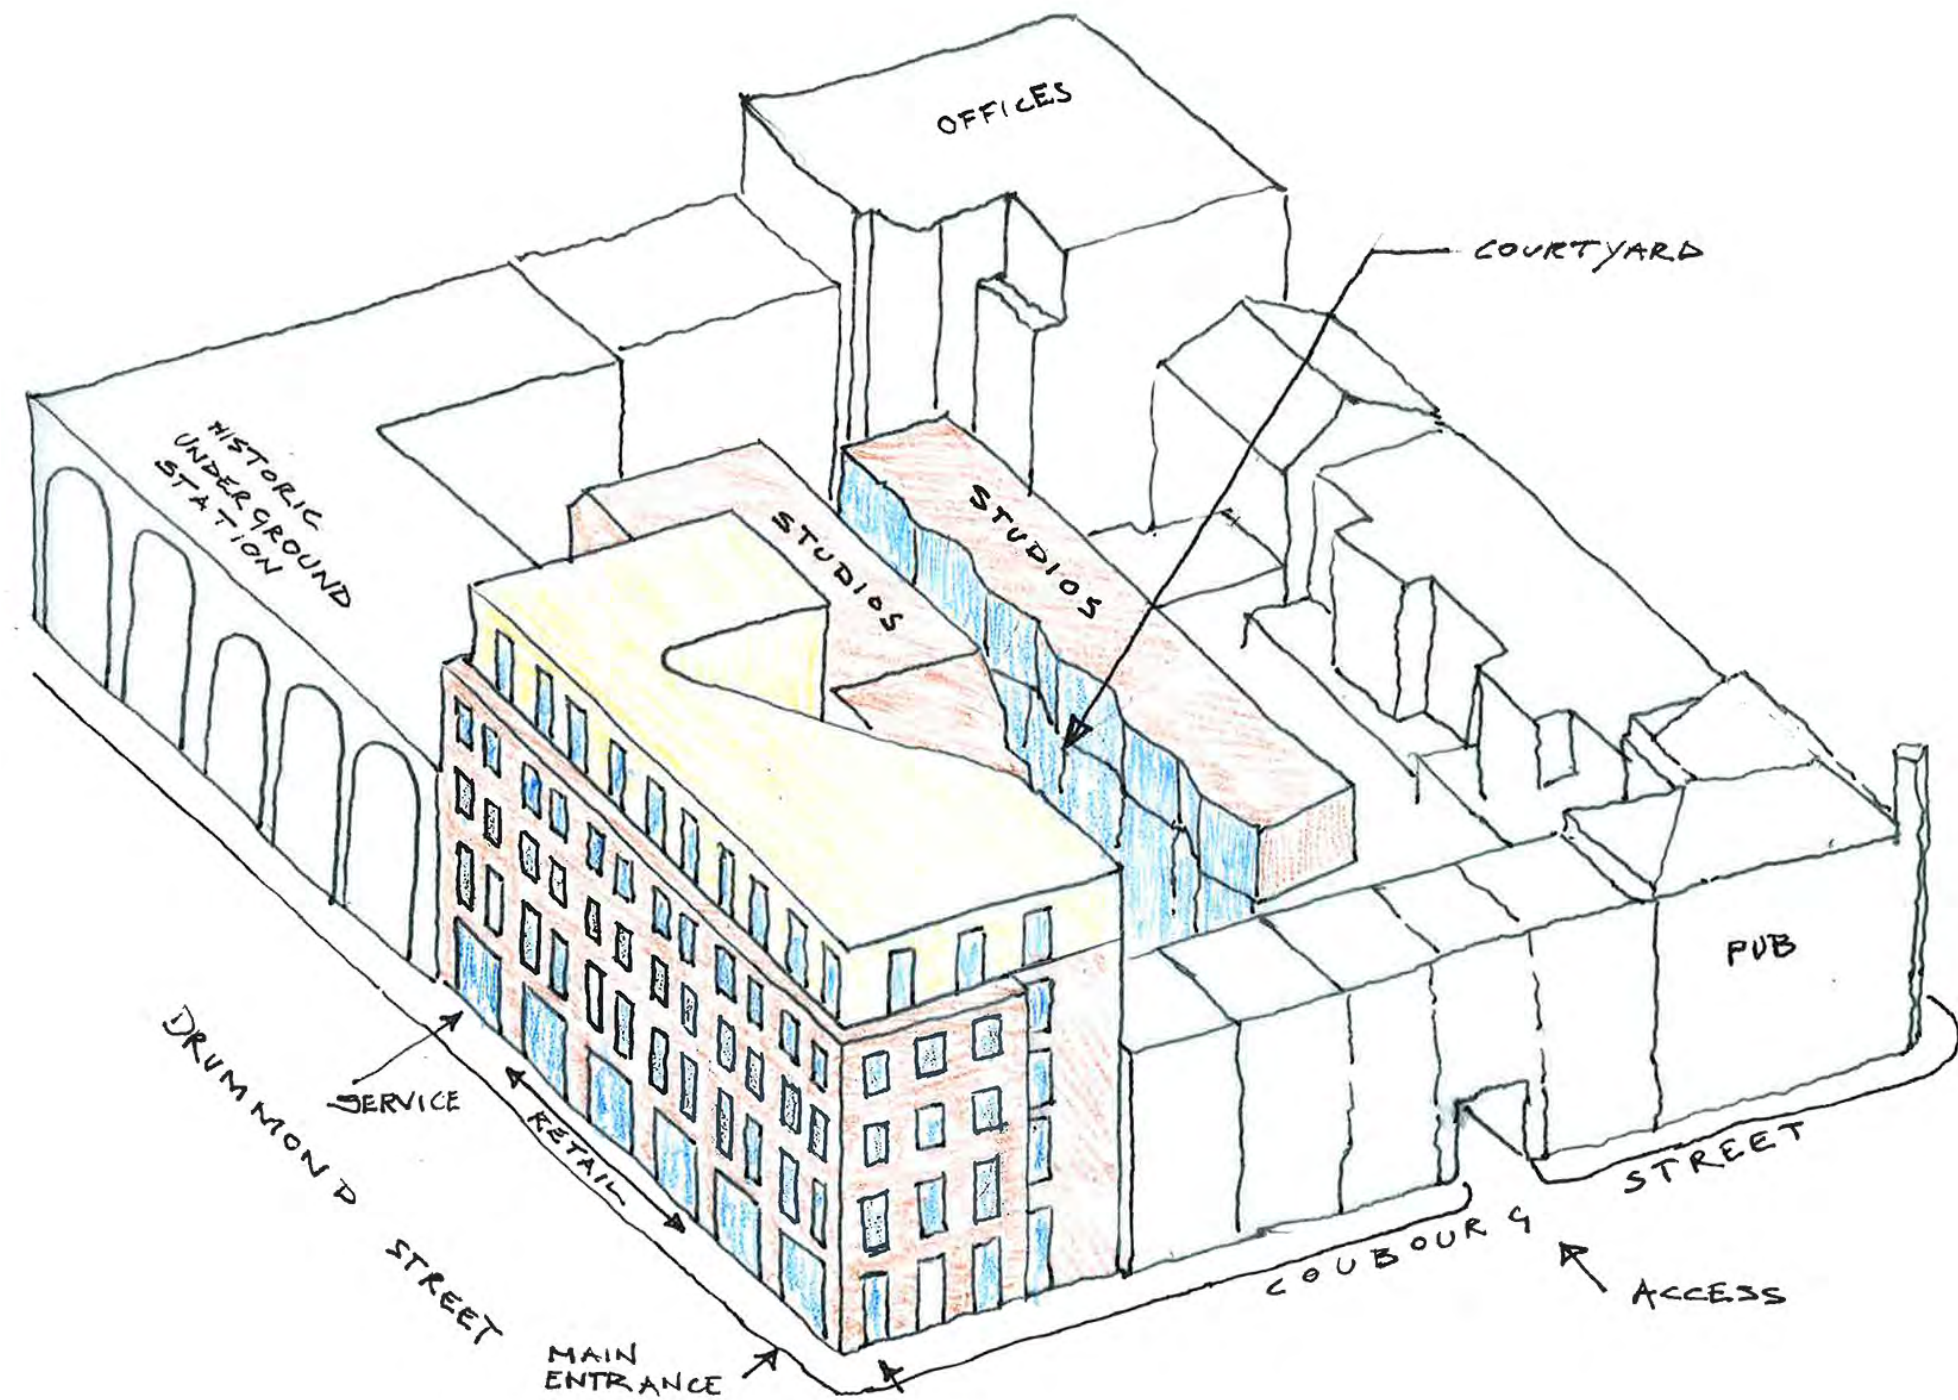 OFFICES
COURTYARD
HISTORIC
UNDERGROUND
STATION
STUDIOS
STUDIOS
PUB
SERVICE
RETAIL
DRUMMOND STREET
MAIN
ENTRANCE
COUBOURG STREET
ACCESS